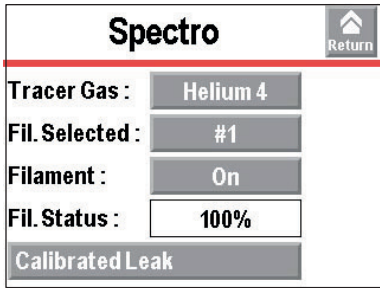 Spectro
Return
Tracer Gas : Helium 4
Fil. Selected : #1
Filament : On
Fil. Status : 100%
Calibrated Leak